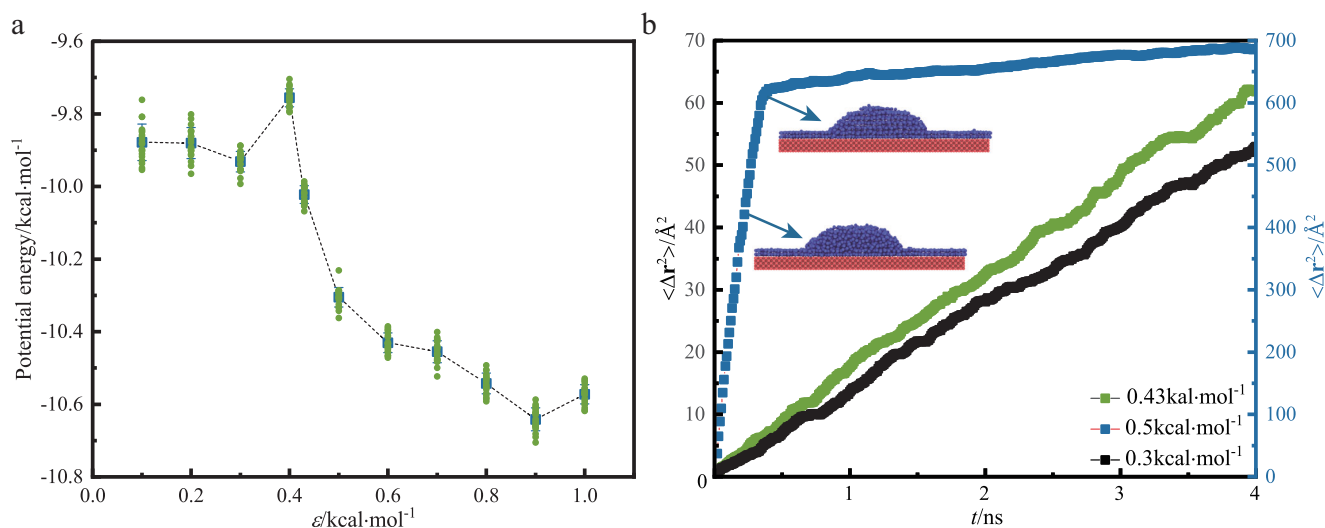 a
-9.6
-9.8
-10.0
-10.2
-10.4
-10.6
-10.8
Potential energy/kcal·mol⁻¹
0.0 0.2 0.4 0.6 0.8 1.0
ε/kcal·mol⁻¹
b
70
60
50
40
30
20
10
0
<Δr²>/Å²
700
600
500
400
300
200
100
0
<Δr²>/Å²
0.43kal·mol⁻¹
0.5kcal·mol⁻¹
0.3kcal·mol⁻¹
1 2 3 4
t/ns